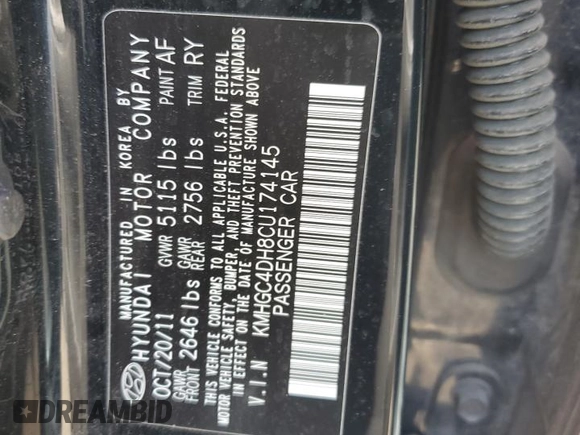 MANUFACTURED IN KOREA BY
HYUNDAI MOTOR COMPANY
OCT/20/11 GVWR 5115 lbs PAINT AF
GAWR FRONT 2646 lbs GAWR REAR 2756 lbs TRIM RY
THIS VEHICLE CONFORMS TO ALL APPLICABLE U.S.A. FEDERAL
MOTOR VEHICLE SAFETY, BUMPER, AND THEFT PREVENTION STANDARDS
IN EFFECT ON THE DATE OF MANUFACTURE SHOWN ABOVE
V.I.N KMHGC4DH8CU174145
PASSENGER CAR
DREAMBID